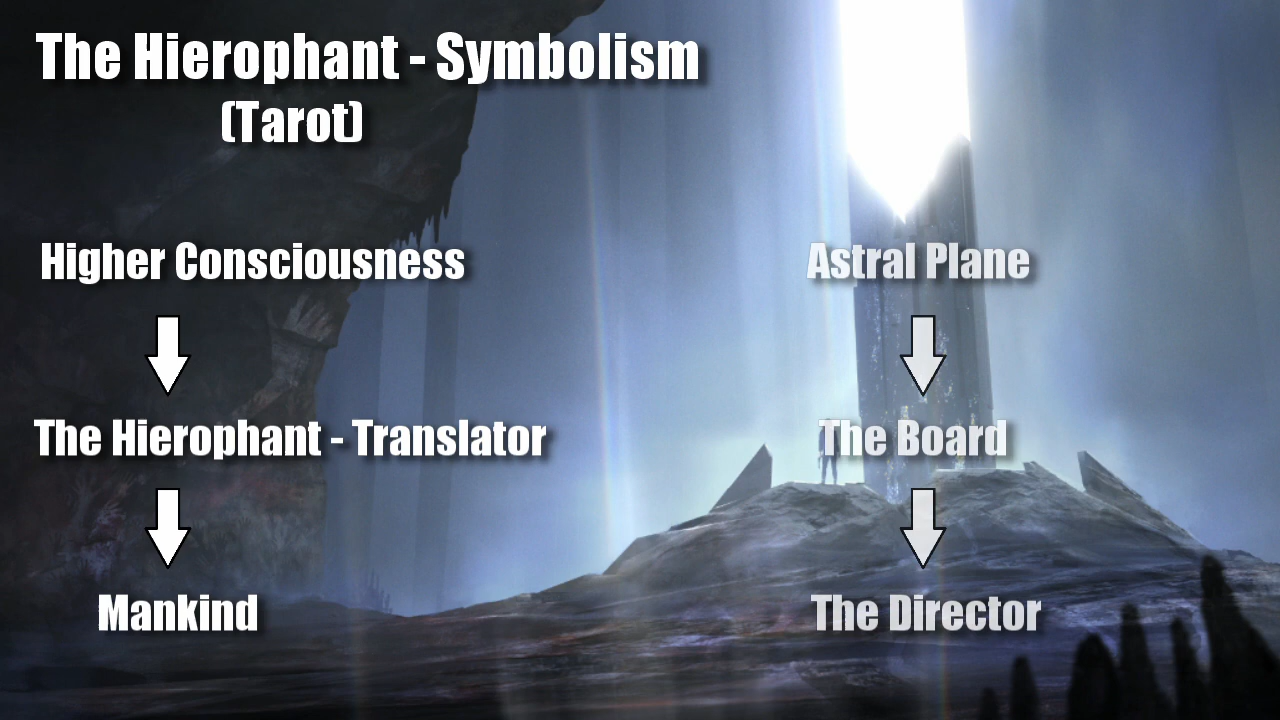 The Hierophant - Symbolism
(Tarot)
Higher Consciousness
Astral Plane
The Hierophant - Translator
The Board
Mankind
The Director